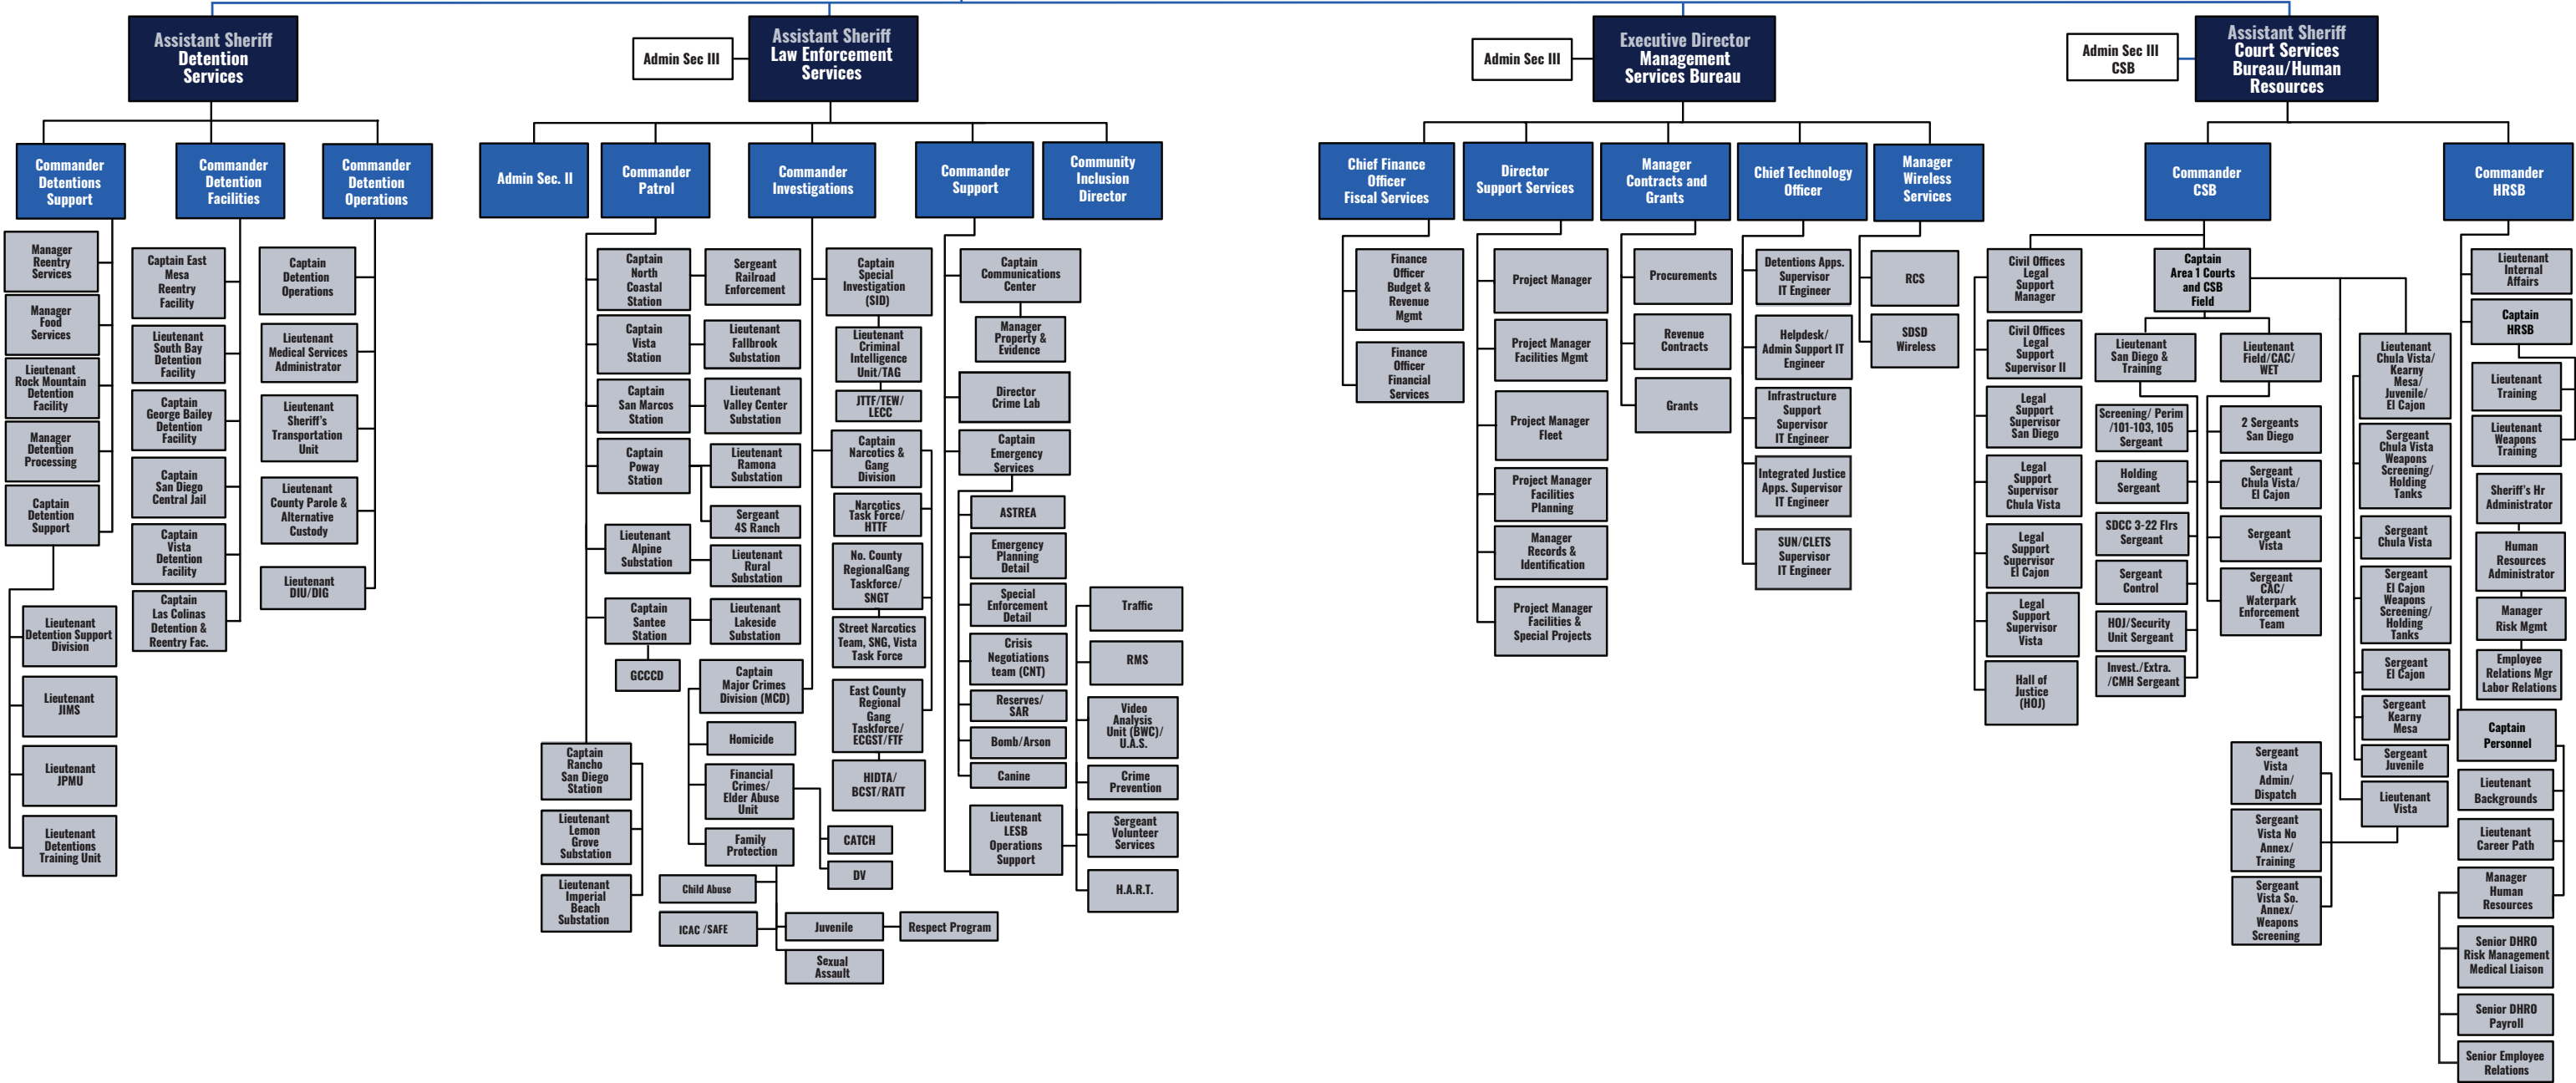 Assistant Sheriff
Detention
Services
Admin Sec III
Assistant Sheriff
Law Enforcement
Services
Admin Sec III
Executive Director
Management
Services Bureau
Admin Sec III
CSB
Assistant Sheriff
Court Services
Bureau/Human
Resources
Commander
Detentions
Support
Commander
Detention
Facilities
Commander
Detention
Operations
Admin Sec. II
Commander
Patrol
Commander
Investigations
Commander
Support
Community
Inclusion
Director
Chief Finance
Officer
Fiscal Services
Director
Support Services
Manager
Contracts and
Grants
Chief Technology
Officer
Manager
Wireless
Services
Commander
CSB
Commander
HRSB
Manager
Reentry
Services
Manager
Food
Services
Lieutenant
Rock Mountain
Detention
Facility
Manager
Detention
Processing
Captain
Detention
Support
Lieutenant
Detention Support
Division
Lieutenant
JIMS
Lieutenant
JPMU
Lieutenant
Detentions
Training Unit
Captain East
Mesa
Reentry
Facility
Lieutenant
South Bay
Detention
Facility
Captain
George Bailey
Detention
Facility
Captain
San Diego
Central Jail
Captain
Vista
Detention
Facility
Captain
Las Colinas
Detention &
Reentry Fac.
Captain
Detention
Operations
Lieutenant
Medical Services
Administrator
Lieutenant
Sheriff's
Transportation
Unit
Lieutenant
County Parole &
Alternative
Custody
Lieutenant
DIU/DIG
Captain
North
Coastal
Station
Sergeant
Railroad
Enforcement
Captain
Vista
Station
Lieutenant
Fallbrook
Substation
Captain
San Marcos
Station
Lieutenant
Valley Center
Substation
Captain
Poway
Station
Lieutenant
Ramona
Substation
Sergeant
4S Ranch
Lieutenant
Alpine
Substation
Lieutenant
Rural
Substation
Captain
Santee
Station
Lieutenant
Lakeside
Substation
GCCCD
Captain
Rancho
San Diego
Station
Lieutenant
Lemon
Grove
Substation
Lieutenant
Imperial
Beach
Substation
Captain
Special
Investigation
(SID)
Lieutenant
Criminal
Intelligence
Unit/TAG
JTTF/TEW/
LECC
Captain
Narcotics &
Gang
Division
Narcotics
Task Force/
HTTF
No. County
RegionalGang
Taskforce/
SNGT
Street Narcotics
Team, SNG, Vista
Task Force
East County
Regional
Gang
Taskforce/
ECGST/FTF
HIDTA/
BCST/RATT
Captain
Major Crimes
Division (MCD)
Homicide
Financial
Crimes/
Elder Abuse
Unit
Family
Protection
CATCH
DV
Child Abuse
ICAC /SAFE
Juvenile
Respect Program
Sexual
Assault
Captain
Communications
Center
Manager
Property &
Evidence
Director
Crime Lab
Captain
Emergency
Services
ASTREA
Emergency
Planning
Detail
Special
Enforcement
Detail
Crisis
Negotiations
team (CNT)
Reserves/
SAR
Bomb/Arson
Canine
Lieutenant
LESB
Operations
Support
Traffic
RMS
Video
Analysis
Unit (BWC)/
U.A.S.
Crime
Prevention
Sergeant
Volunteer
Services
H.A.R.T.
Finance
Officer
Budget &
Revenue
Mgmt
Finance
Officer
Financial
Services
Project Manager
Project Manager
Facilities Mgmt
Project Manager
Fleet
Project Manager
Facilities
Planning
Manager
Records &
Identification
Project Manager
Facilities &
Special Projects
Procurements
Revenue
Contracts
Grants
Detentions Apps.
Supervisor
IT Engineer
Helpdesk/
Admin Support IT
Engineer
Infrastructure
Support
Supervisor
IT Engineer
Integrated Justice
Apps. Supervisor
IT Engineer
SUN/CLETS
Supervisor
IT Engineer
RCS
SDSD
Wireless
Civil Offices
Legal
Support
Manager
Civil Offices
Legal
Support
Supervisor II
Legal
Support
Supervisor
San Diego
Legal
Support
Supervisor
Chula Vista
Legal
Support
Supervisor
El Cajon
Legal
Support
Supervisor
Vista
Hall of
Justice
(HOJ)
Captain
Area 1 Courts
and CSB
Field
Lieutenant
San Diego &
Training
Screening/ Perim
/101-103, 105
Sergeant
Holding
Sergeant
SDCC 3-22 Flrs
Sergeant
Sergeant
Control
HOJ/Security
Unit Sergeant
Invest./Extra.
/CMH Sergeant
Lieutenant
Field/CAC/
WET
2 Sergeants
San Diego
Sergeant
Chula Vista/
El Cajon
Sergeant
Vista
Sergeant
CAC/
Waterpark
Enforcement
Team
Lieutenant
Chula Vista/
Kearny
Mesa/
Juvenile/
El Cajon
Sergeant
Chula Vista
Weapons
Screening/
Holding
Tanks
Sergeant
Chula Vista
Sergeant
El Cajon
Weapons
Screening/
Holding
Tanks
Sergeant
El Cajon
Sergeant
Kearny
Mesa
Sergeant
Juvenile
Lieutenant
Vista
Sergeant
Vista
Admin/
Dispatch
Sergeant
Vista No
Annex/
Training
Sergeant
Vista So.
Annex/
Weapons
Screening
Lieutenant
Internal
Affairs
Captain
HRSB
Lieutenant
Training
Lieutenant
Weapons
Training
Sheriff's Hr
Administrator
Human
Resources
Administrator
Manager
Risk Mgmt
Employee
Relations Mgr
Labor Relations
Captain
Personnel
Lieutenant
Backgrounds
Lieutenant
Career Path
Manager
Human
Resources
Senior DHRO
Risk Management
Medical Liaison
Senior DHRO
Payroll
Senior Employee
Relations